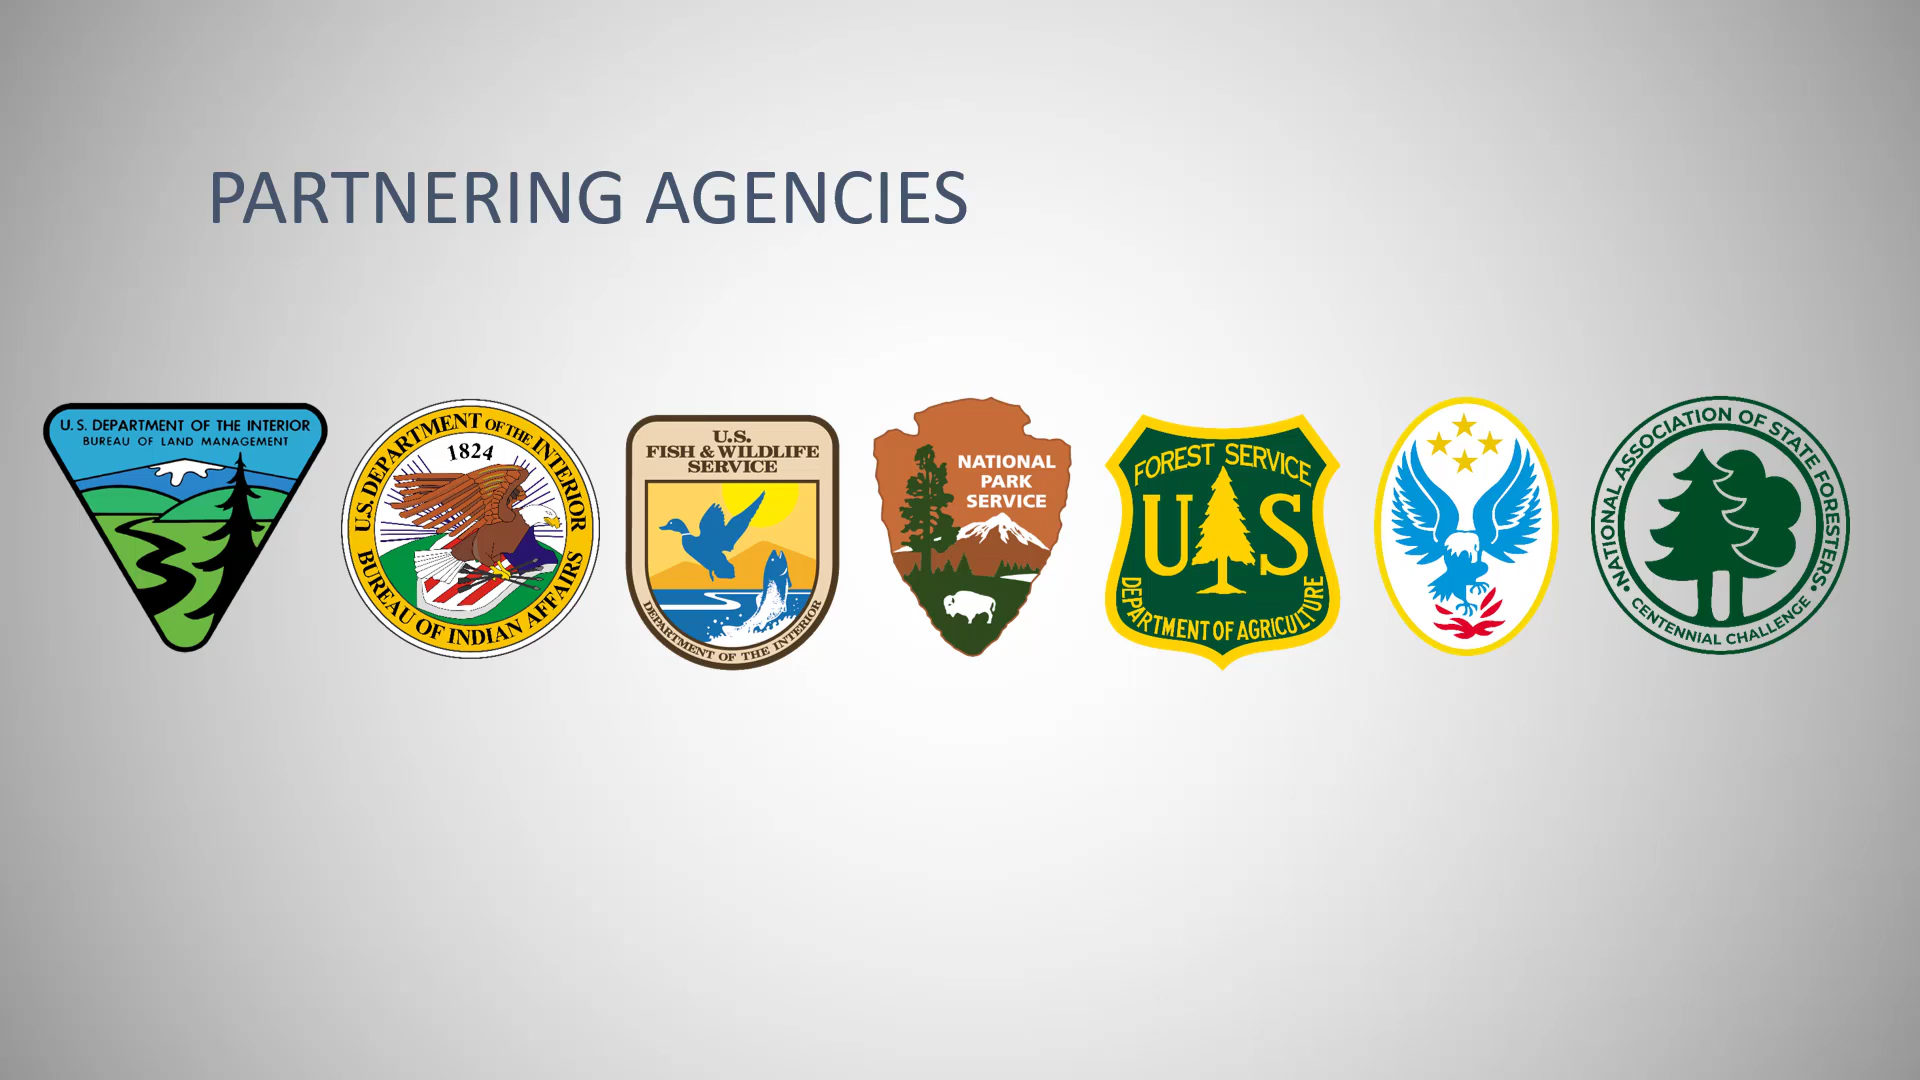 PARTNERING AGENCIES
U.S. DEPARTMENT OF THE INTERIOR
BUREAU OF LAND MANAGEMENT
U.S. DEPARTMENT OF THE INTERIOR
1824
BUREAU OF INDIAN AFFAIRS
U.S.
FISH & WILDLIFE
SERVICE
DEPARTMENT OF THE INTERIOR
NATIONAL
PARK
SERVICE
FOREST SERVICE
U S
DEPARTMENT OF AGRICULTURE
NATIONAL ASSOCIATION OF STATE FORESTERS
• CENTENNIAL CHALLENGE •